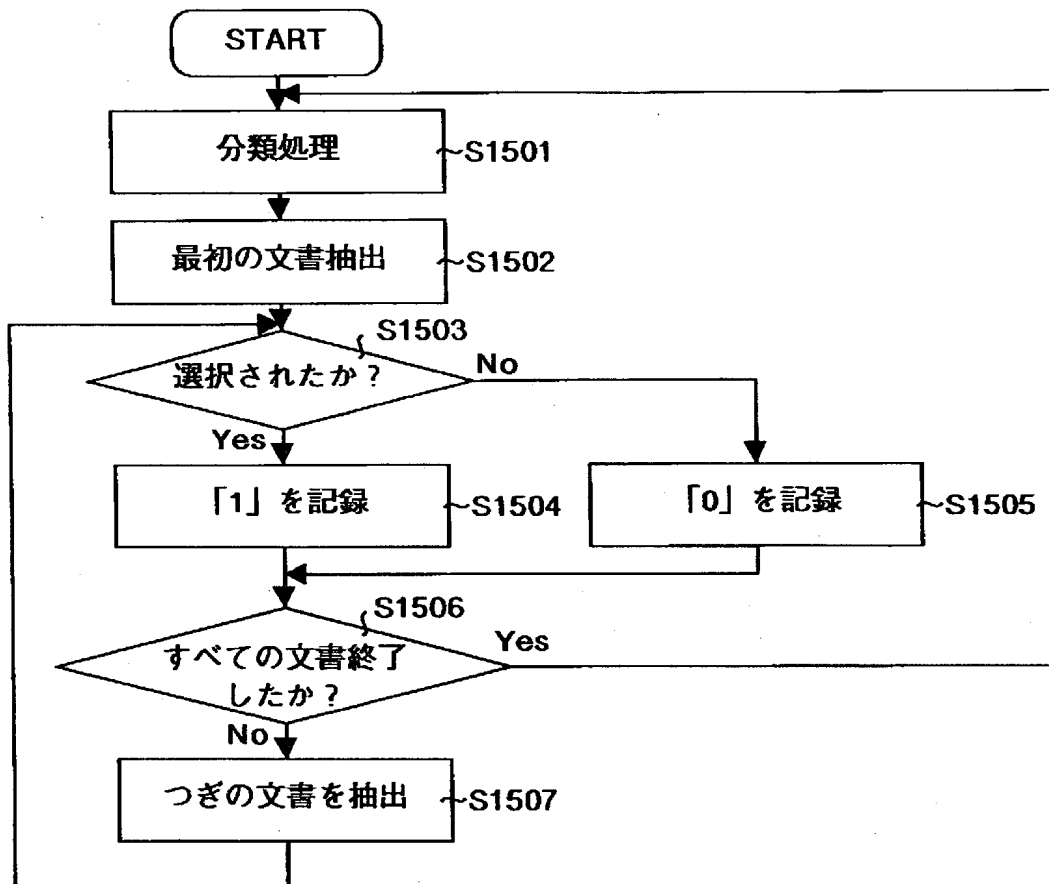 START
分類処理
~S1501
最初の文書抽出
~S1502
S1503
選択されたか？
No
Yes
「1」を記録
~S1504
「0」を記録
~S1505
S1506
すべての文書終了
したか？
Yes
No
つぎの文書を抽出
~S1507